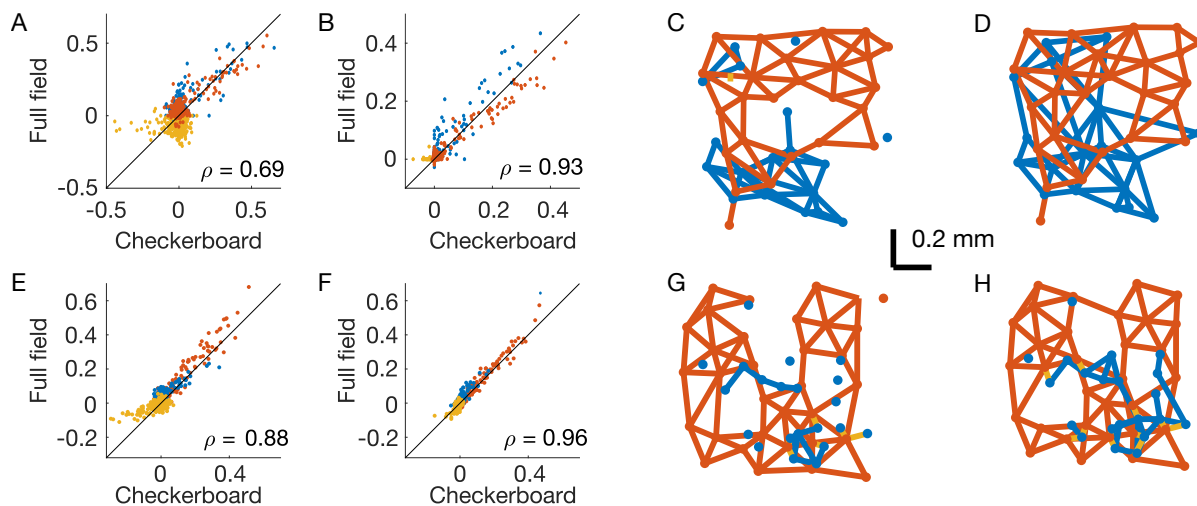 A
B
C
D
0.5
0
-0.5
-0.5
0
0.5
Full field
Checkerboard
ρ = 0.69
0.4
0.2
0
0
0.2
0.4
Full field
Checkerboard
ρ = 0.93
0.2 mm
E
F
G
H
0.6
0.4
0.2
0
-0.2
0
0.4
Full field
Checkerboard
ρ = 0.88
0.6
0.4
0.2
0
-0.2
0
0.4
Full field
Checkerboard
ρ = 0.96